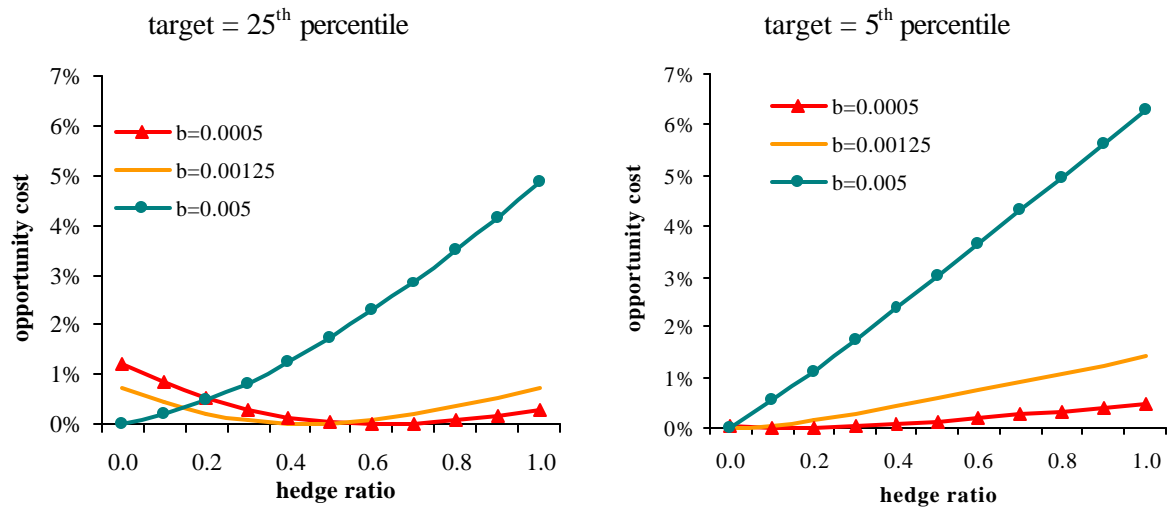 target = 25th percentile
7%
6%
5%
4%
3%
2%
1%
0%
opportunity cost
b=0.0005
b=0.00125
b=0.005
0.0 0.2 0.4 0.6 0.8 1.0
hedge ratio
target = 5th percentile
7%
6%
5%
4%
3%
2%
1%
0%
opportunity cost
b=0.0005
b=0.00125
b=0.005
0.0 0.2 0.4 0.6 0.8 1.0
hedge ratio